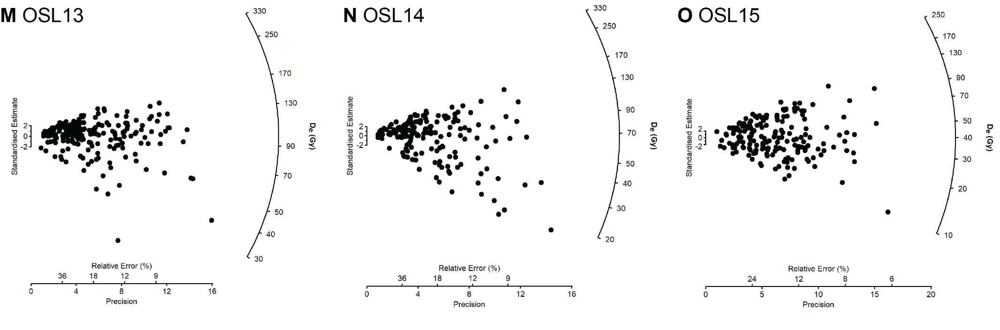 M OSL13
330
250
170
130
90
70
50
40
30
De (Gy)
Standardised Estimate
2
0
-2
Relative Error (%)
36 18 12 9
0 4 8 12 16
Precision
N OSL14
330
250
170
130
90
70
50
40
30
20
De (Gy)
Standardised Estimate
2
0
-2
Relative Error (%)
36 18 12 9
0 4 8 12 16
Precision
O OSL15
250
170
130
90
70
50
40
30
20
10
De (Gy)
Standardised Estimate
2
0
-2
Relative Error (%)
24 12 8 6
0 5 10 15 20
Precision